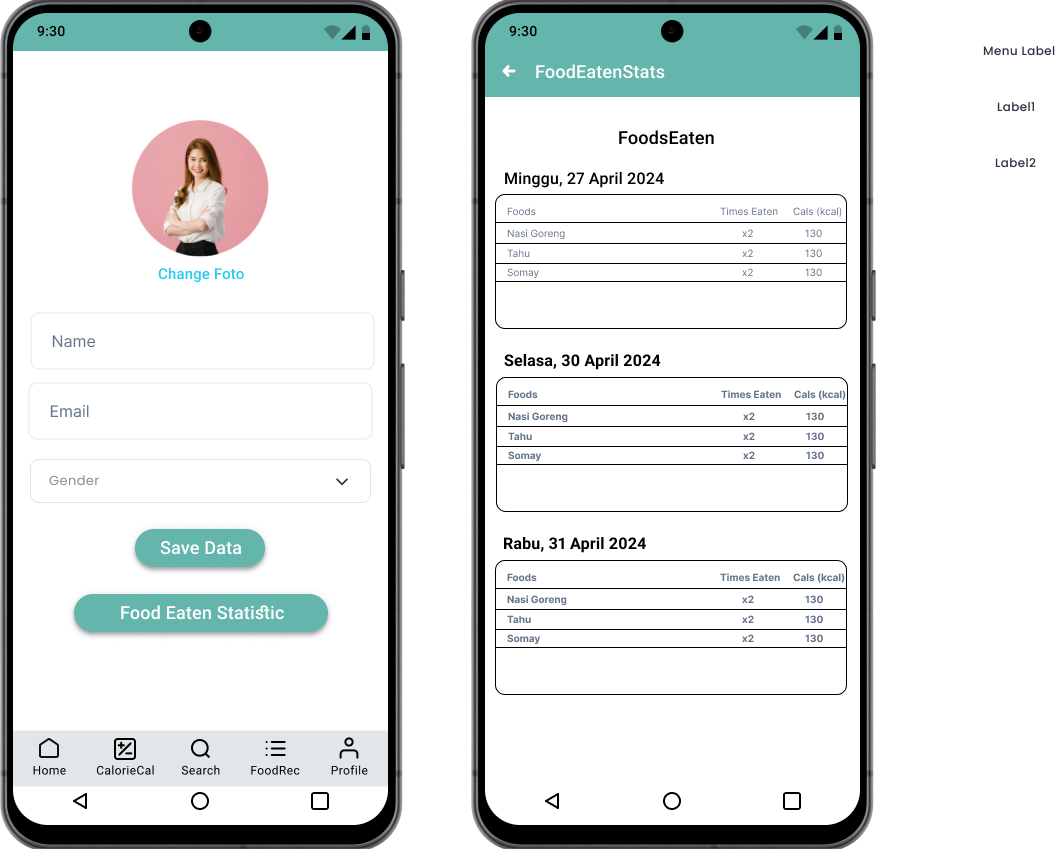 9:30
Change Foto
Name
Email
Gender
Save Data
Food Eaten Statistic
Home CalorieCal Search FoodRec Profile
9:30
FoodEatenStats
FoodsEaten
Minggu, 27 April 2024
Foods Times Eaten Cals (kcal)
Nasi Goreng x2 130
Tahu x2 130
Somay x2 130
Selasa, 30 April 2024
Foods Times Eaten Cals (kcal)
Nasi Goreng x2 130
Tahu x2 130
Somay x2 130
Rabu, 31 April 2024
Foods Times Eaten Cals (kcal)
Nasi Goreng x2 130
Tahu x2 130
Somay x2 130
Menu Label
Label1
Label2